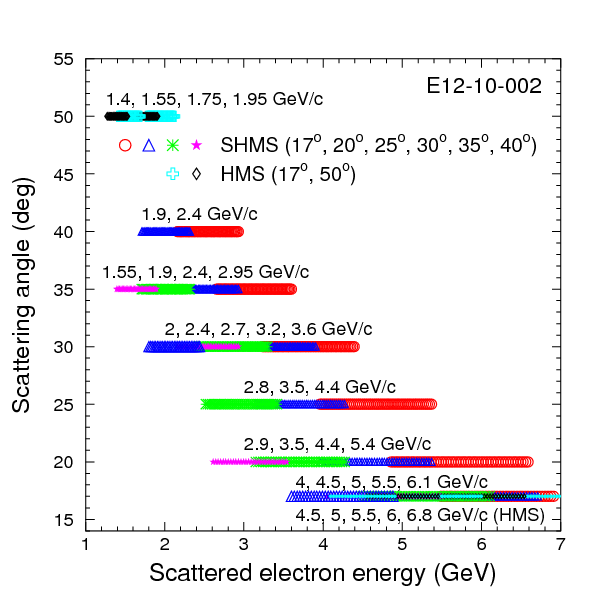 E12-10-002
1.4, 1.55, 1.75, 1.95 GeV/c
SHMS (17°, 20°, 25°, 30°, 35°, 40°)
HMS (17°, 50°)
1.9, 2.4 GeV/c
1.55, 1.9, 2.4, 2.95 GeV/c
2, 2.4, 2.7, 3.2, 3.6 GeV/c
2.8, 3.5, 4.4 GeV/c
2.9, 3.5, 4.4, 5.4 GeV/c
4, 4.5, 5, 5.5, 6.1 GeV/c
4.5, 5, 5.5, 6, 6.8 GeV/c (HMS)
55
50
45
40
35
30
25
20
15
Scattering angle (deg)
1 2 3 4 5 6 7
Scattered electron energy (GeV)